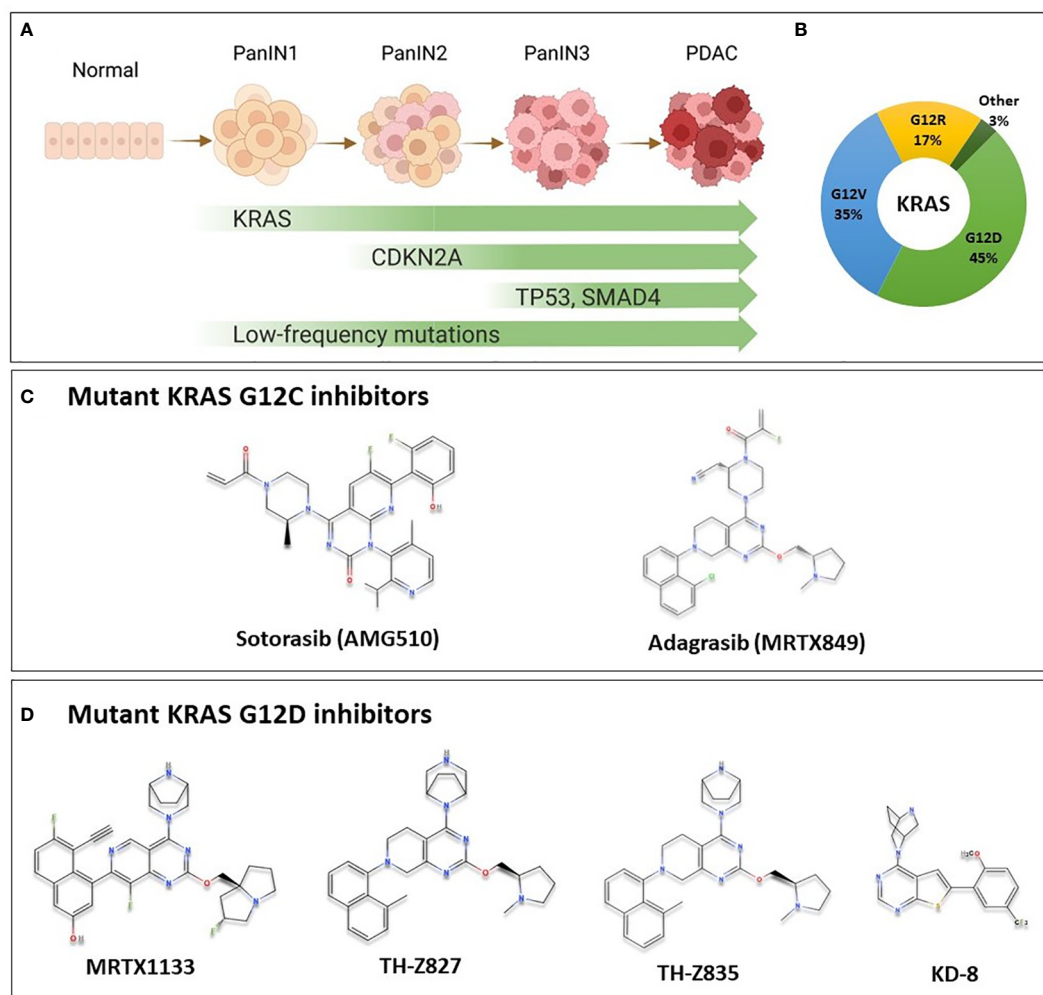 A
Normal
PanIN1
PanIN2
PanIN3
PDAC
KRAS
CDKN2A
TP53, SMAD4
Low-frequency mutations
B
Other
3%
G12R
17%
G12V
35%
KRAS
G12D
45%
C
Mutant KRAS G12C inhibitors
Sotorasib (AMG510)
Adagrasib (MRTX849)
D
Mutant KRAS G12D inhibitors
MRTX1133
TH-Z827
TH-Z835
KD-8